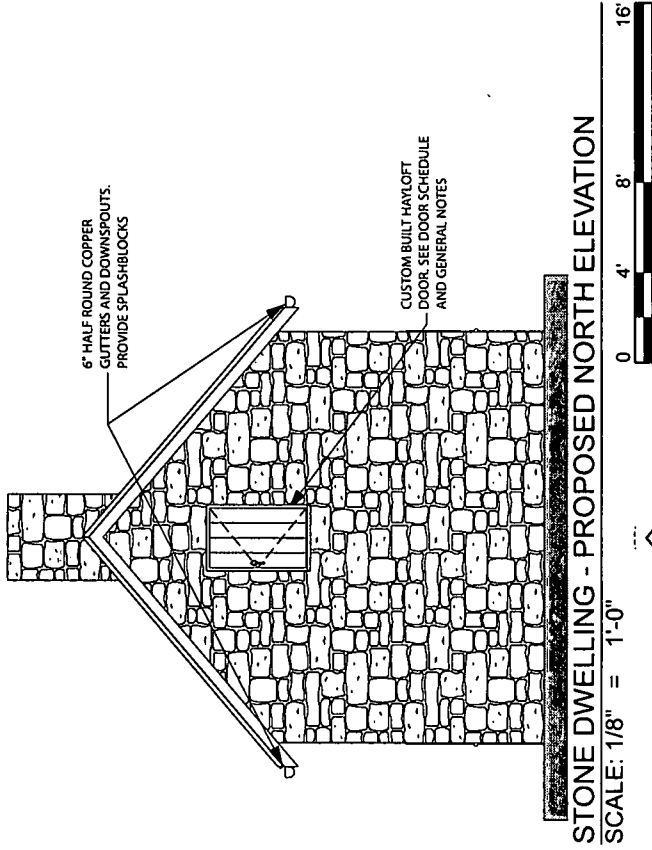 6" HALF ROUND COPPER
GUTTERS AND DOWNSPOUTS.
PROVIDE SPLASHBLOCKS
CUSTOM BUILT HAYLOFT
DOOR. SEE DOOR SCHEDULE
AND GENERAL NOTES
STONE DWELLING - PROPOSED NORTH ELEVATION
SCALE: 1/8" = 1'-0"
0 4' 8' 16'